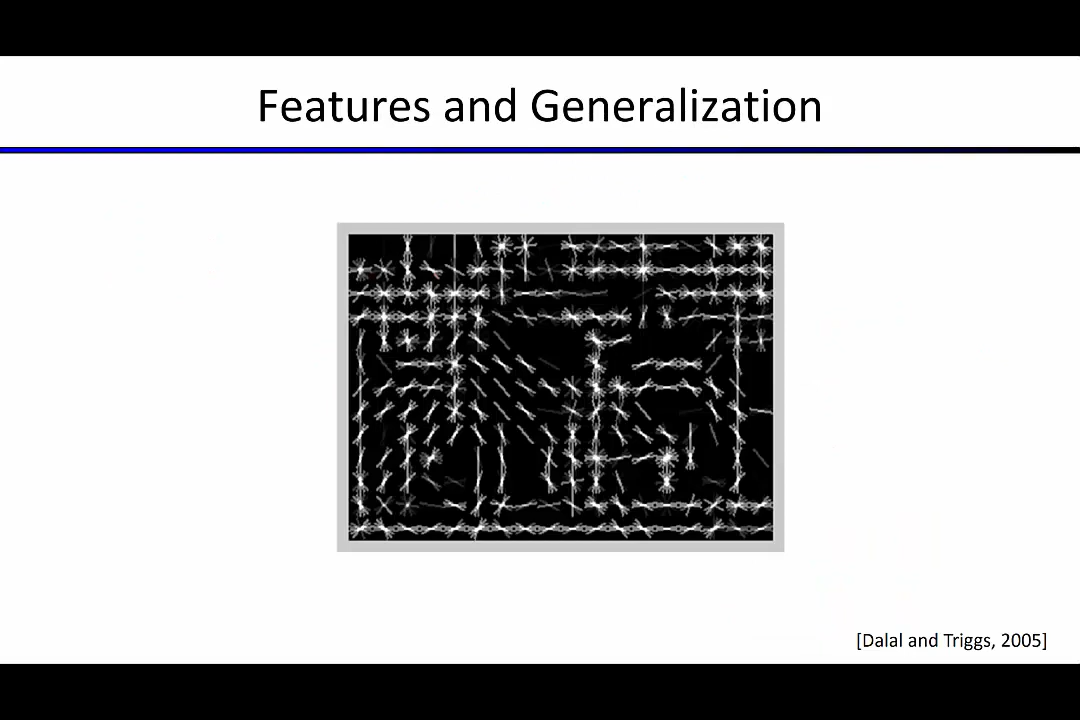 Features and Generalization
[Dalal and Triggs, 2005]